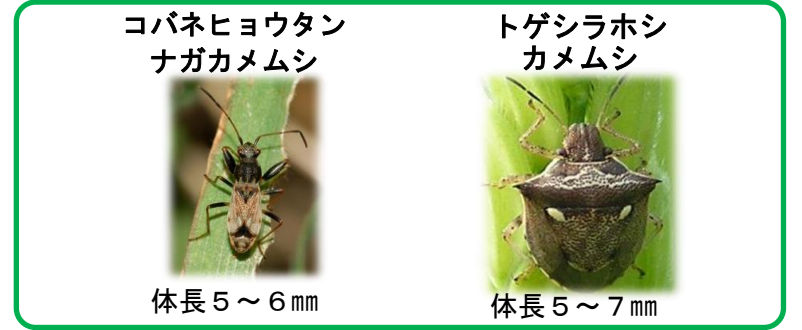 コバネヒョウタン
ナガカメムシ
体長５～６㎜
トゲシラホシ
カメムシ
体長５～７㎜